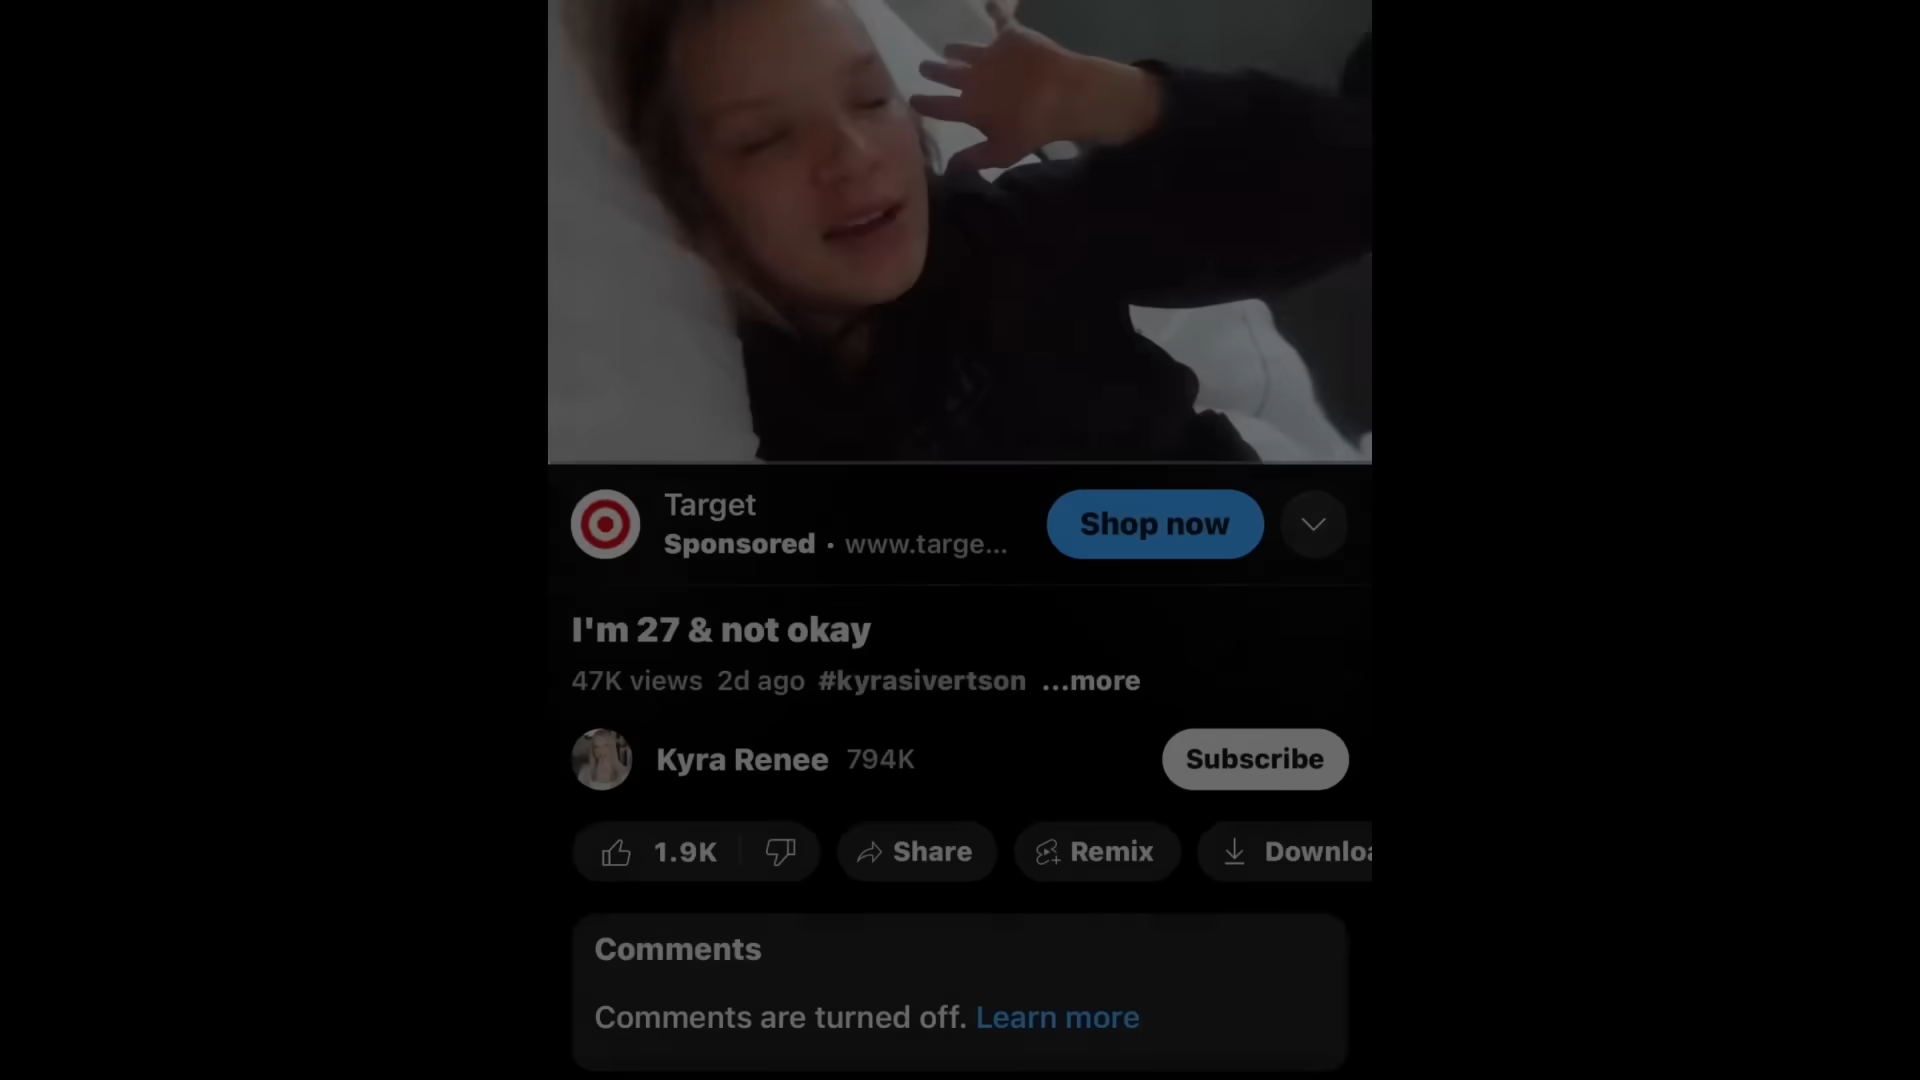 Target
Sponsored · www.targe...
Shop now
I'm 27 & not okay
47K views 2d ago #kyrasivertson ...more
Kyra Renee 794K
Subscribe
1.9K
Share
Remix
Downloa
Comments
Comments are turned off. Learn more